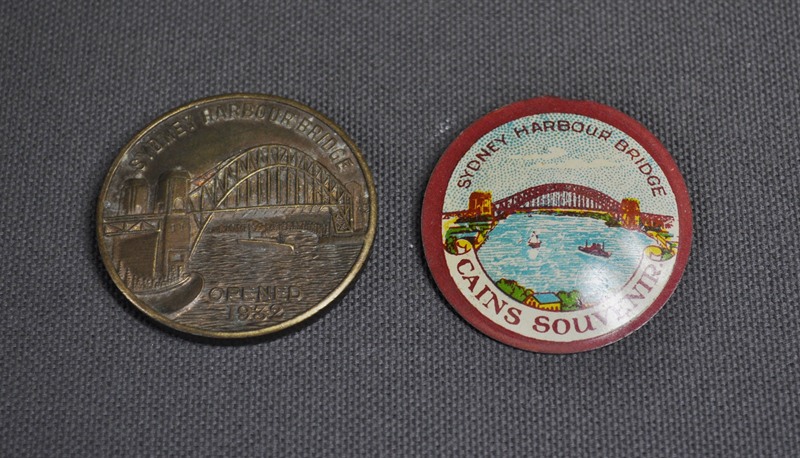 SYDNEY HARBOUR BRIDGE
OPENED
1932
SYDNEY HARBOUR BRIDGE
CAINS SOUVENIR